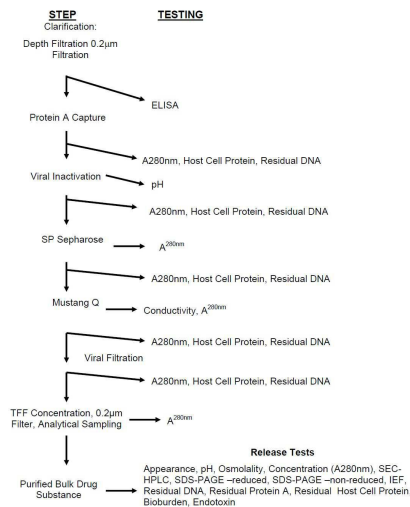 STEP TESTING
Clarification:
Depth Filtration 0.2µm
Filtration
ELISA
Protein A Capture
A280nm, Host Cell Protein, Residual DNA
Viral Inactivation
pH
A280nm, Host Cell Protein, Residual DNA
SP Sepharose
A280nm
A280nm, Host Cell Protein, Residual DNA
Mustang Q
Conductivity, A280nm
A280nm, Host Cell Protein, Residual DNA
Viral Filtration
A280nm, Host Cell Protein, Residual DNA
TFF Concentration, 0.2µm
Filter, Analytical Sampling
A280nm
Release Tests
Appearance, pH, Osmolality, Concentration (A280nm), SEC-
HPLC, SDS-PAGE –reduced, SDS-PAGE –non-reduced, IEF,
Residual DNA, Residual Protein A, Residual Host Cell Protein
Bioburden, Endotoxin
Purified Bulk Drug
Substance